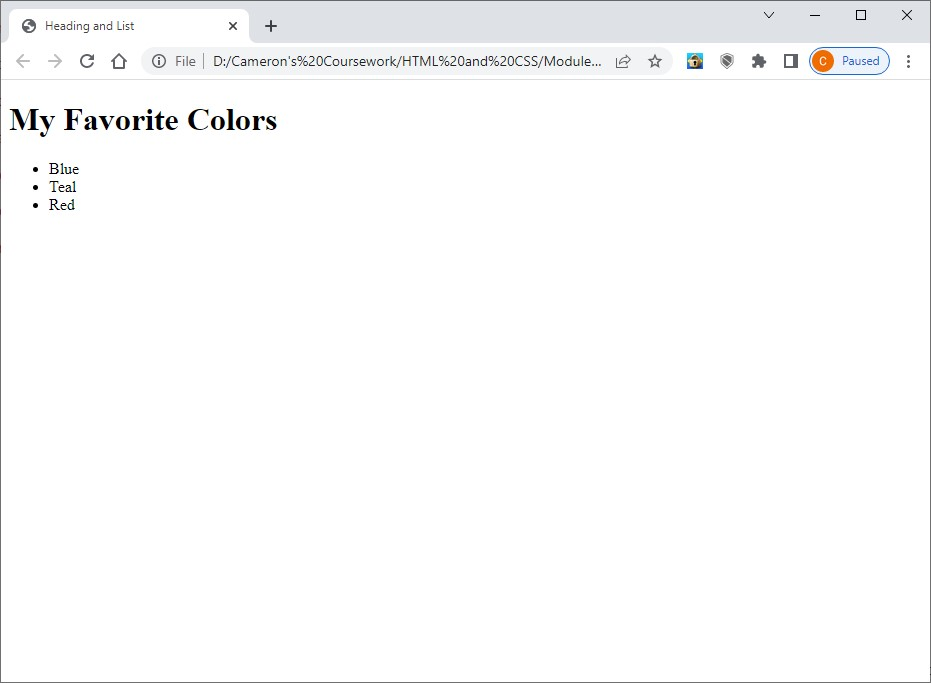 Heading and List
File D:/Cameron's%20Coursework/HTML%20and%20CSS/Module... C Paused
My Favorite Colors
• Blue
• Teal
• Red